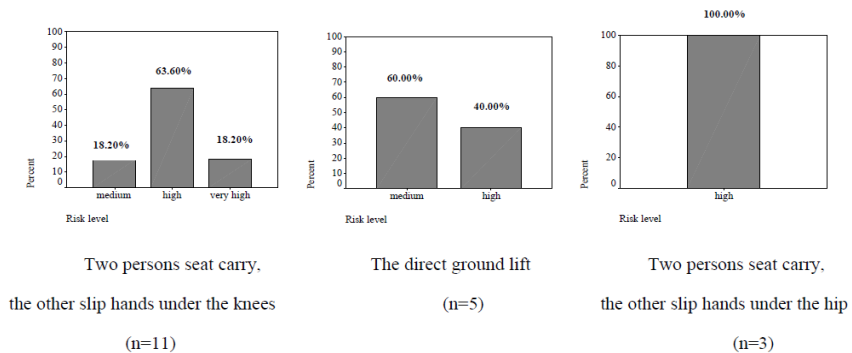 100
90
80
70
60
50
40
30
20
10
0
Percent
18.20%
63.60%
18.20%
medium high very high
Risk level
Two persons seat carry,
the other slip hands under the knees
(n=11)
100
90
80
70
60
50
40
30
20
10
0
Percent
60.00%
40.00%
medium high
Risk level
The direct ground lift
(n=5)
100.00%
100
80
60
40
20
0
Percent
high
Risk level
Two persons seat carry,
the other slip hands under the hip
(n=3)